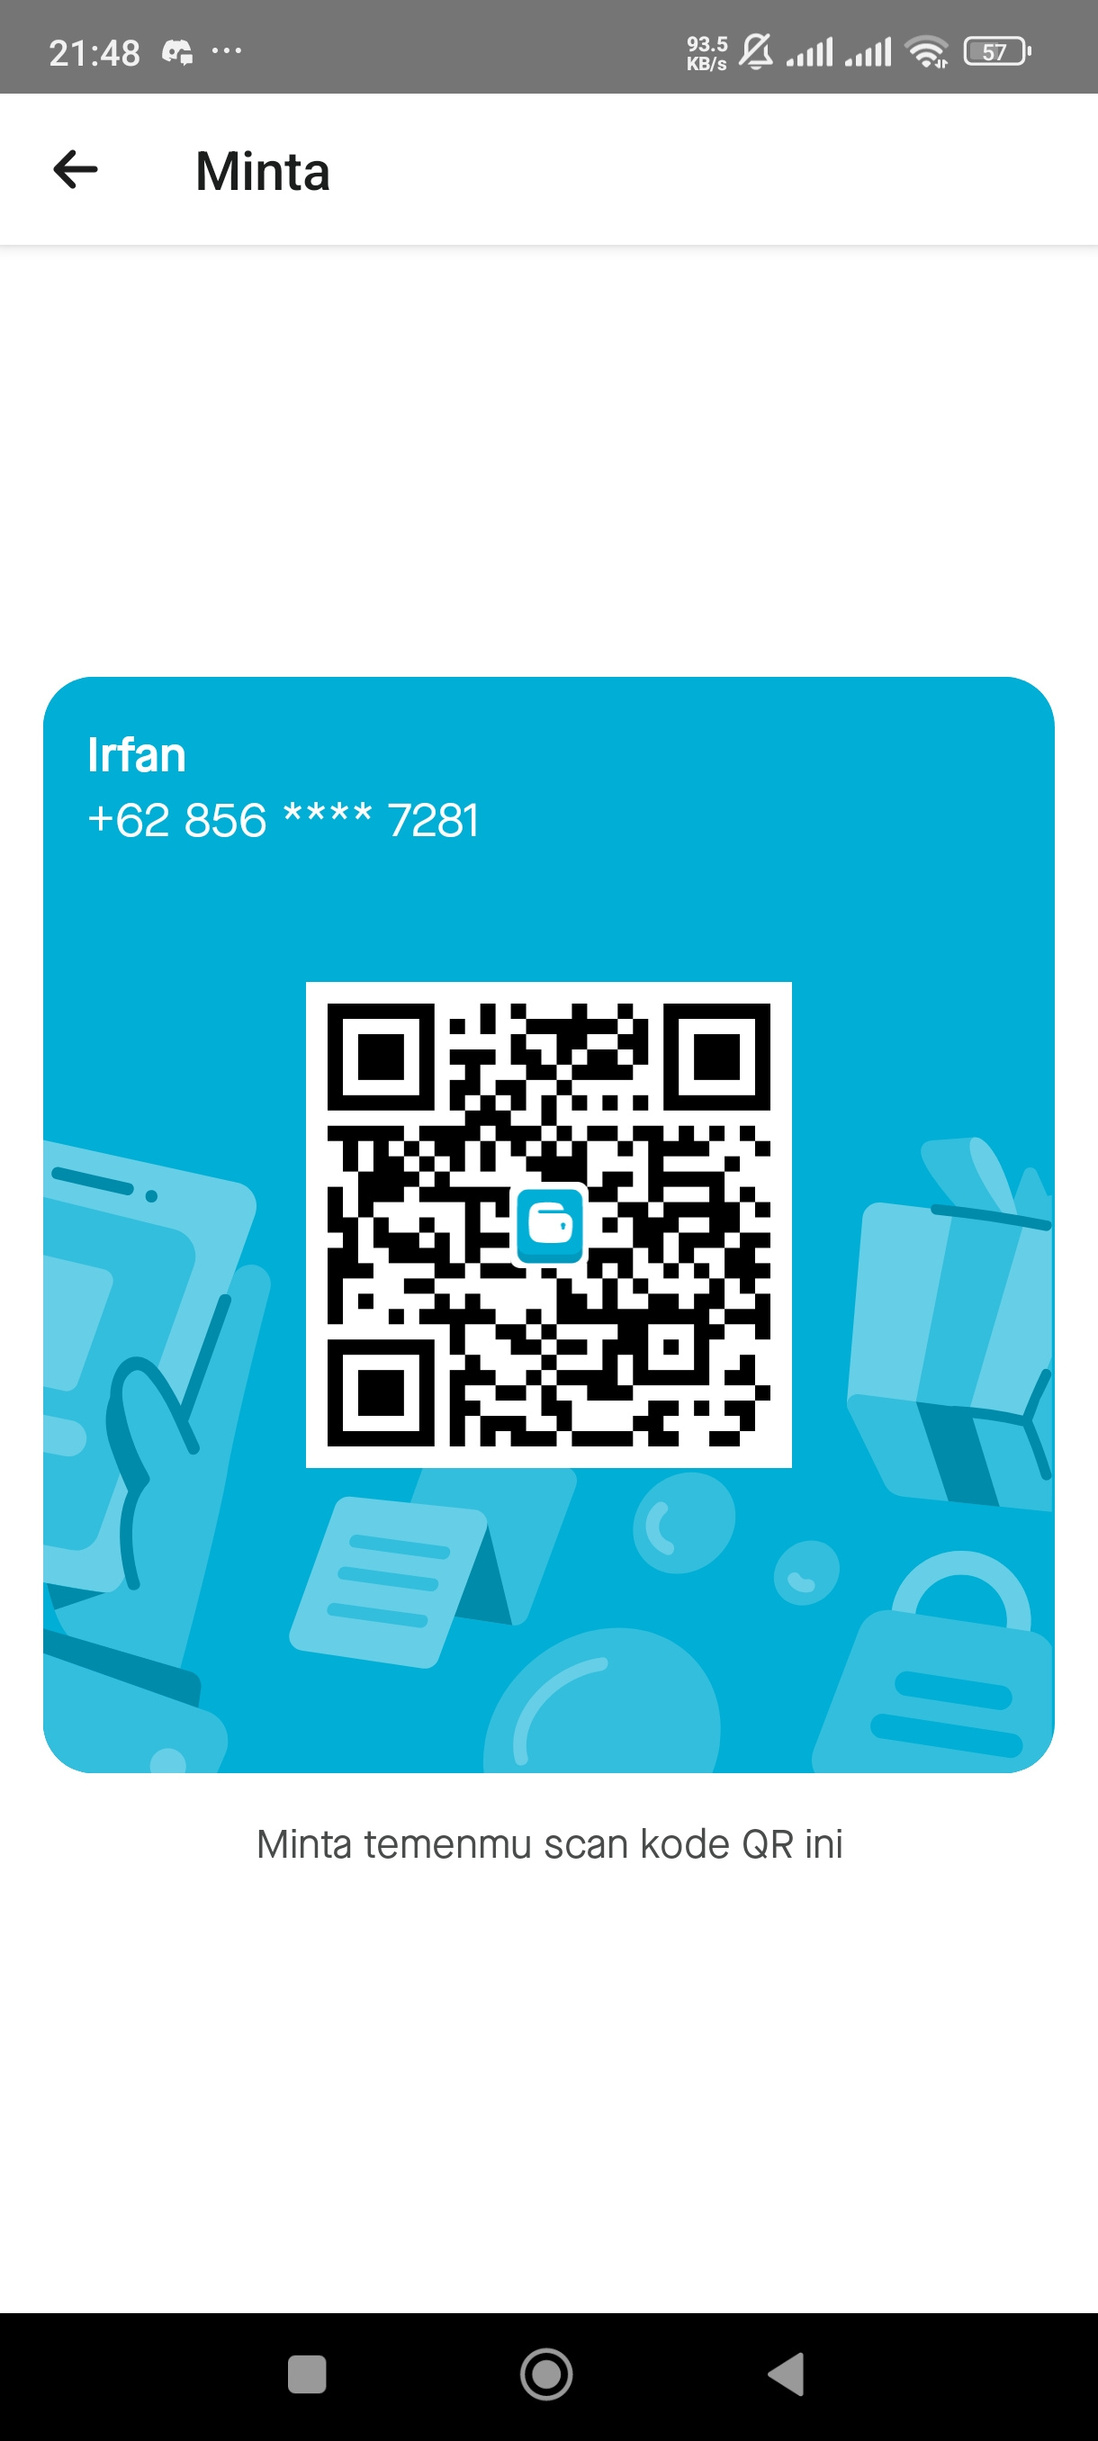 21:48 ... 93.5 KB/s 57
Minta
Irfan
+62 856 **** 7281
Minta temenmu scan kode QR ini